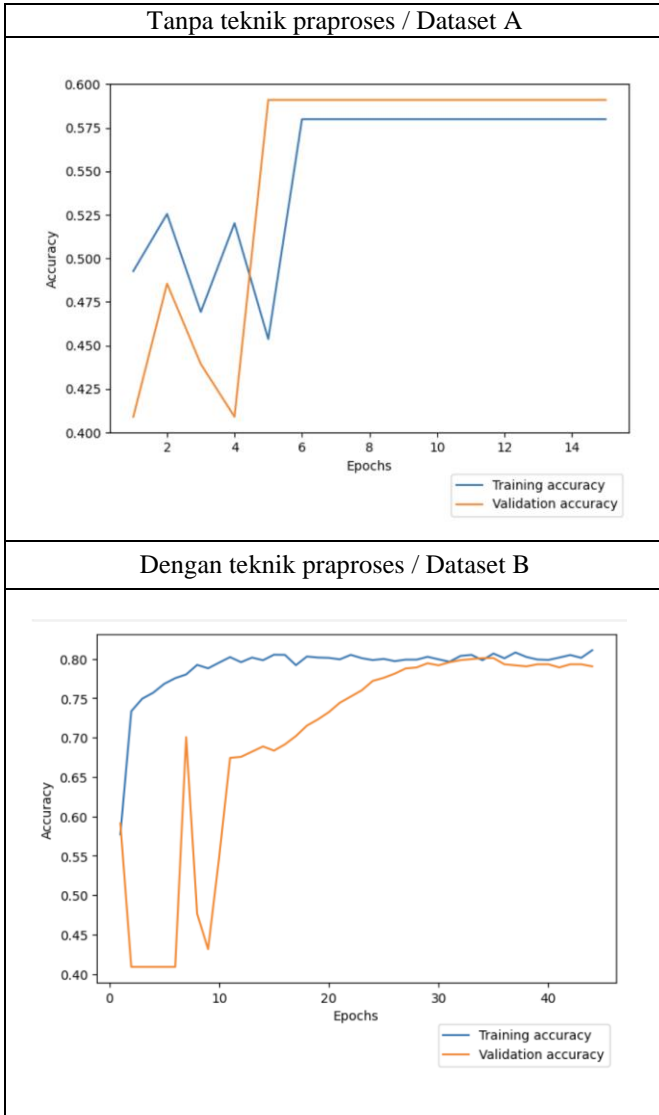 Tanpa teknik praproses / Dataset A
0.600
0.575
0.550
0.525
0.500
0.475
0.450
0.425
0.400
Accuracy
2 4 6 8 10 12 14
Epochs
Training accuracy
Validation accuracy
Dengan teknik praproses / Dataset B
0.80
0.75
0.70
0.65
0.60
0.55
0.50
0.45
0.40
Accuracy
0 10 20 30 40
Epochs
Training accuracy
Validation accuracy